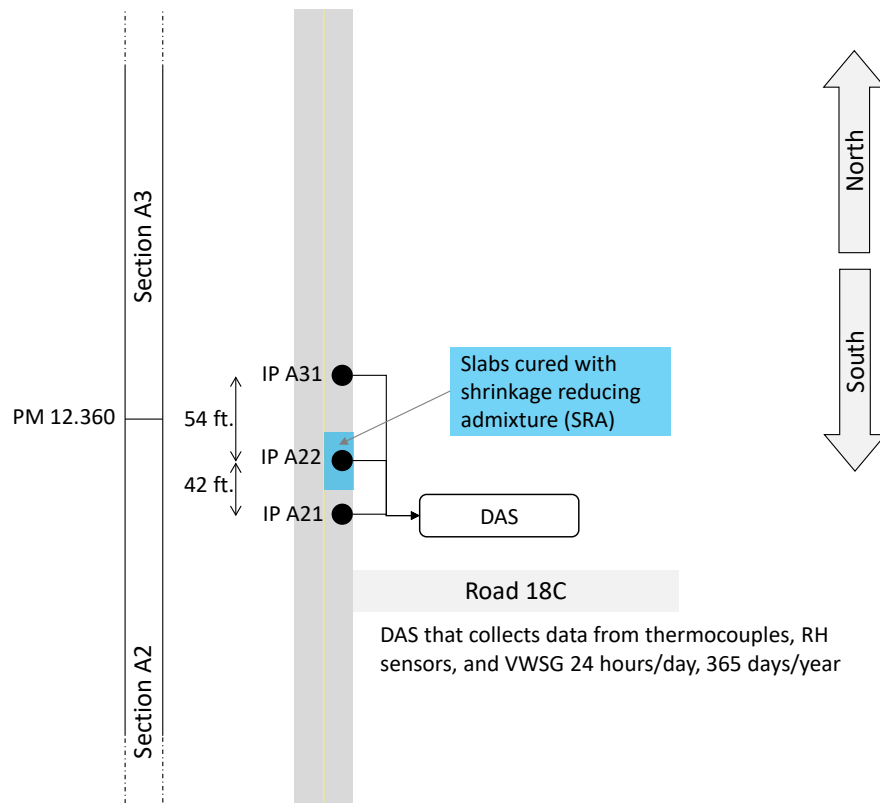 North
South
Section A3
IP A31
Slabs cured with
shrinkage reducing
admixture (SRA)
PM 12.360
54 ft.
IP A22
42 ft.
IP A21
DAS
Road 18C
DAS that collects data from thermocouples, RH
sensors, and VWSG 24 hours/day, 365 days/year
Section A2